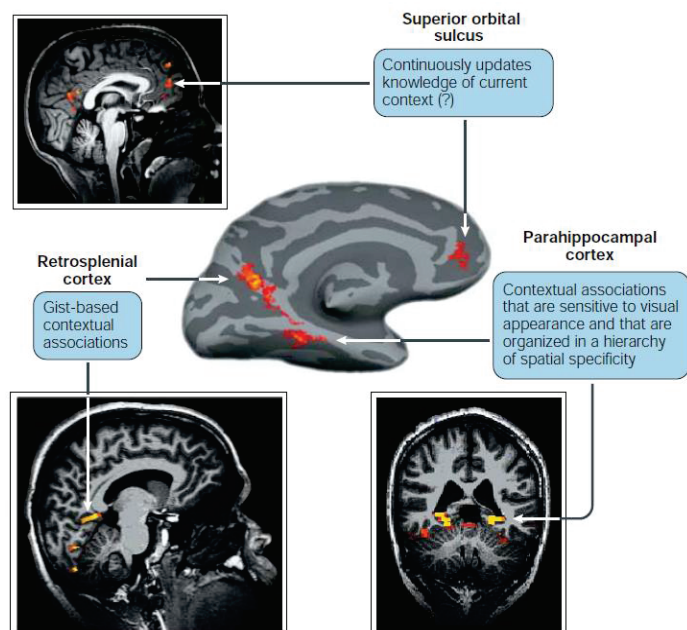 Superior orbital
sulcus
Continuously updates
knowledge of current
context (?)
Retrosplenial
cortex
Gist-based
contextual
associations
Parahippocampal
cortex
Contextual associations
that are sensitive to visual
appearance and that are
organized in a hierarchy
of spatial specificity